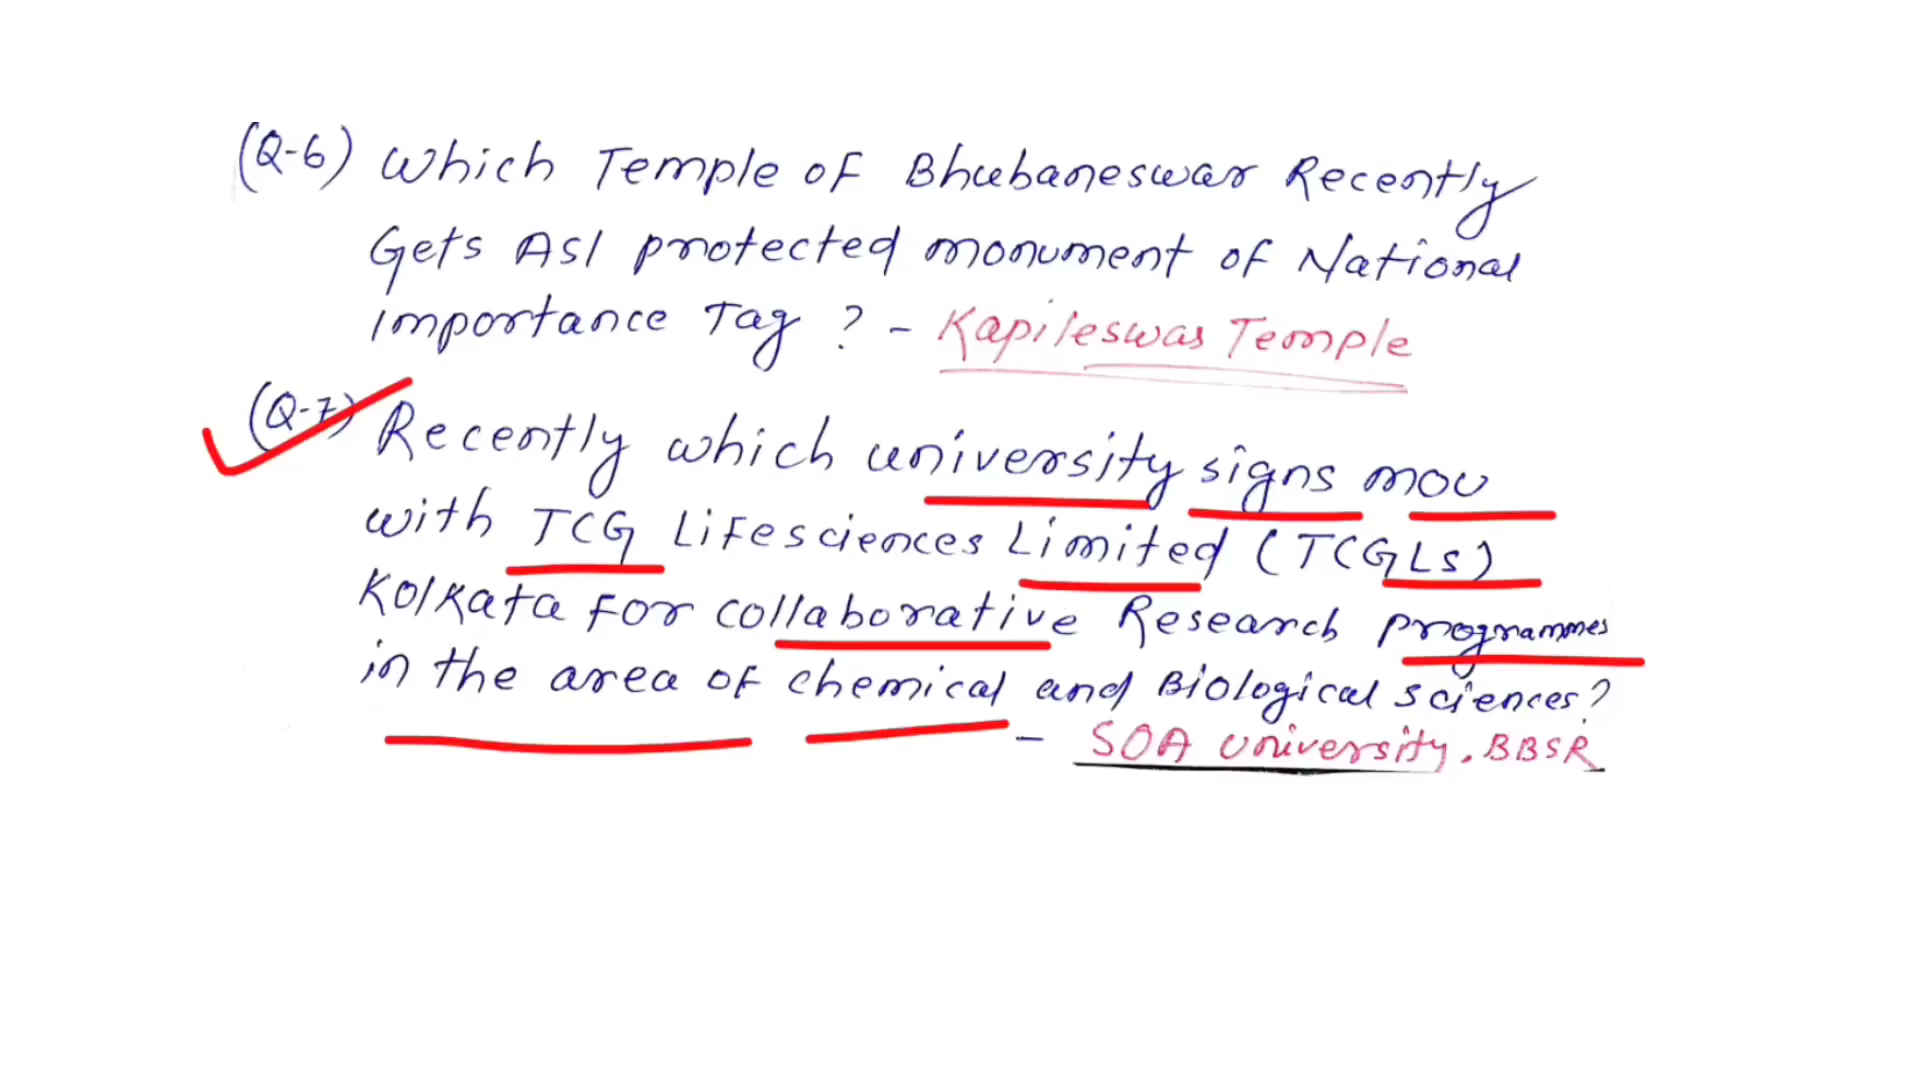 (Q-6) Which Temple of Bhubaneswar Recently
Gets ASI protected monument of National
Importance Tag ? - Kapileswar Temple
(Q-7) Recently which university signs mou
with TCG Lifesciences Limited (TCGLS)
Kolkata for collaborative Research programmes
in the area of chemical and Biological sciences?
- SOA University, BBSR